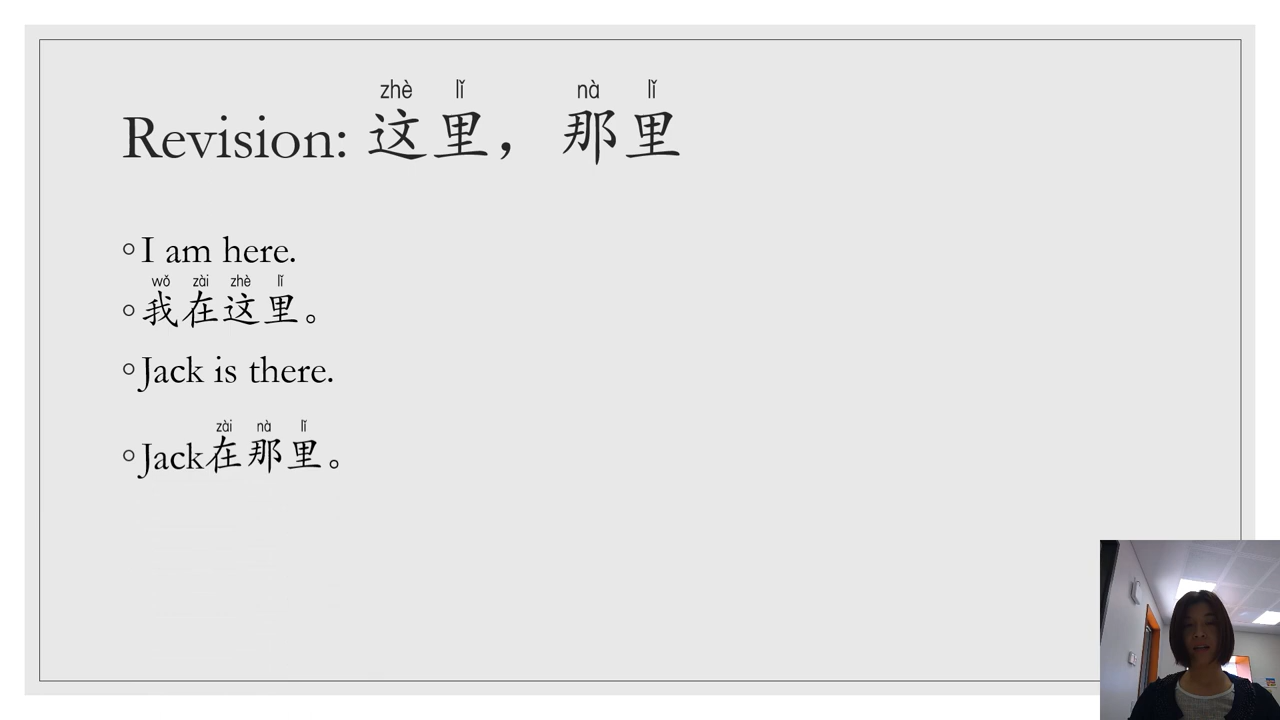 zhè lǐ nà lǐ
Revision: 这里，那里
I am here.
wǒ zài zhè lǐ
我在这里。
Jack is there.
zài nà lǐ
Jack在那里。